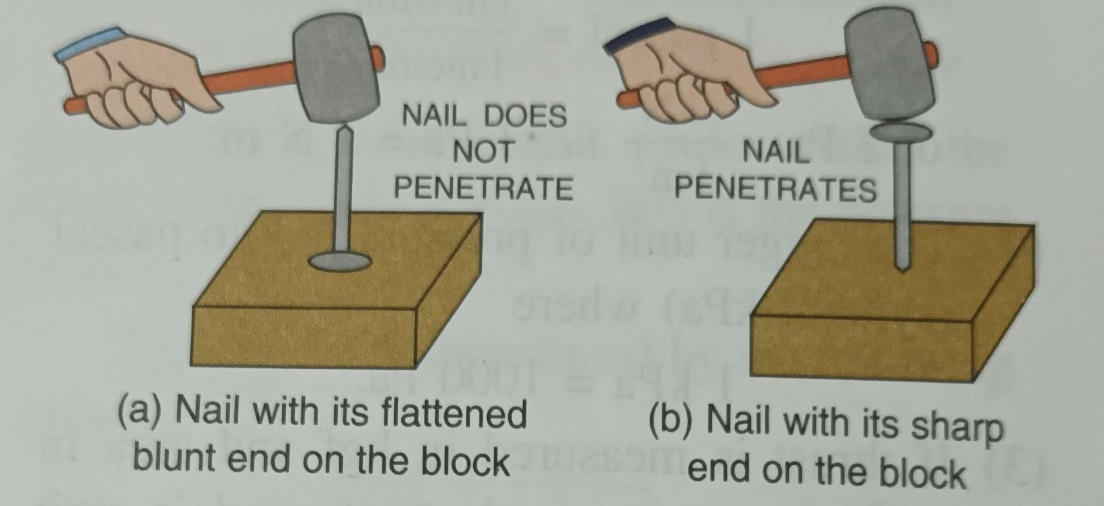 NAIL DOES
NOT
PENETRATE
(a) Nail with its flattened
blunt end on the block
NAIL
PENETRATES
(b) Nail with its sharp
end on the block